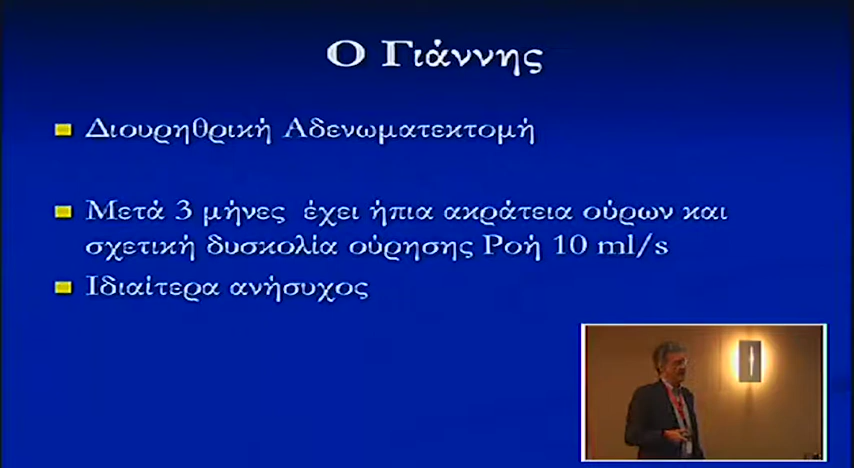 Ο Γιάννης
Διουρηθρική Αδενωματεκτομή
Μετά 3 μήνες έχει ήπια ακράτεια ούρων και
σχετική δυσκολία ούρησης Ροή 10 ml/s
Ιδιαίτερα ανήσυχος